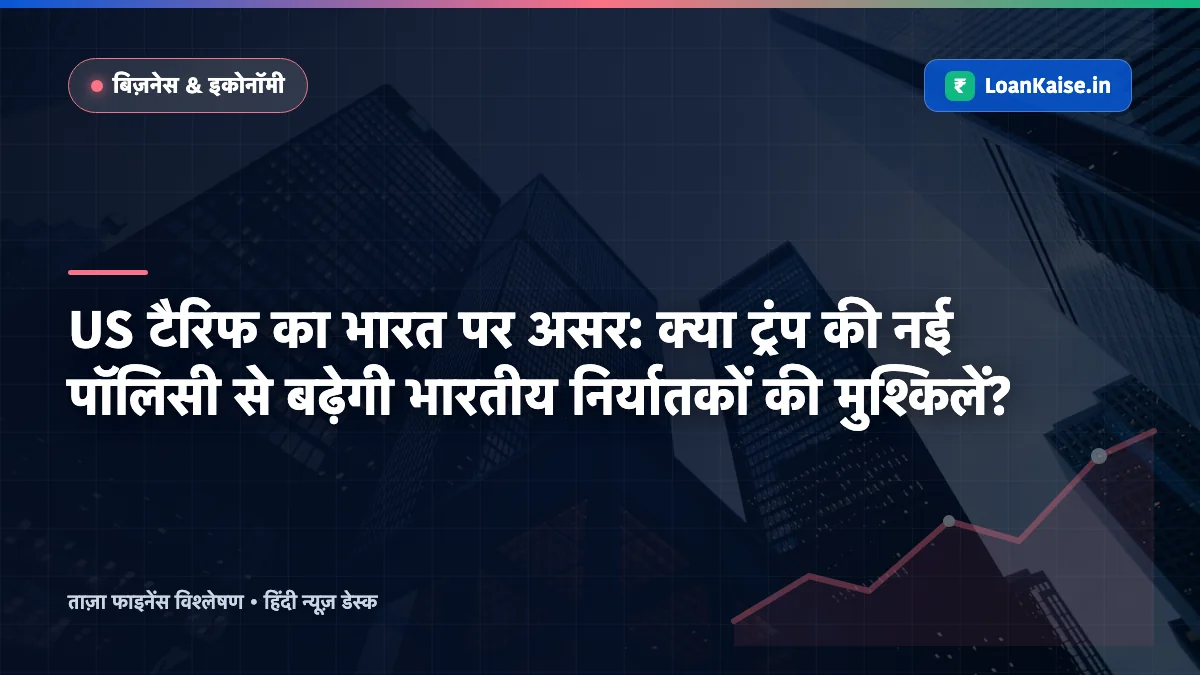 बिज़नेस & इकोनॉमी
₹ LoanKaise.in
US टैरिफ का भारत पर असर: क्या ट्रंप की नई
पॉलिसी से बढ़ेगी भारतीय निर्यातकों की मुश्किलें?
ताज़ा फाइनेंस विश्लेषण • हिंदी न्यूज़ डेस्क